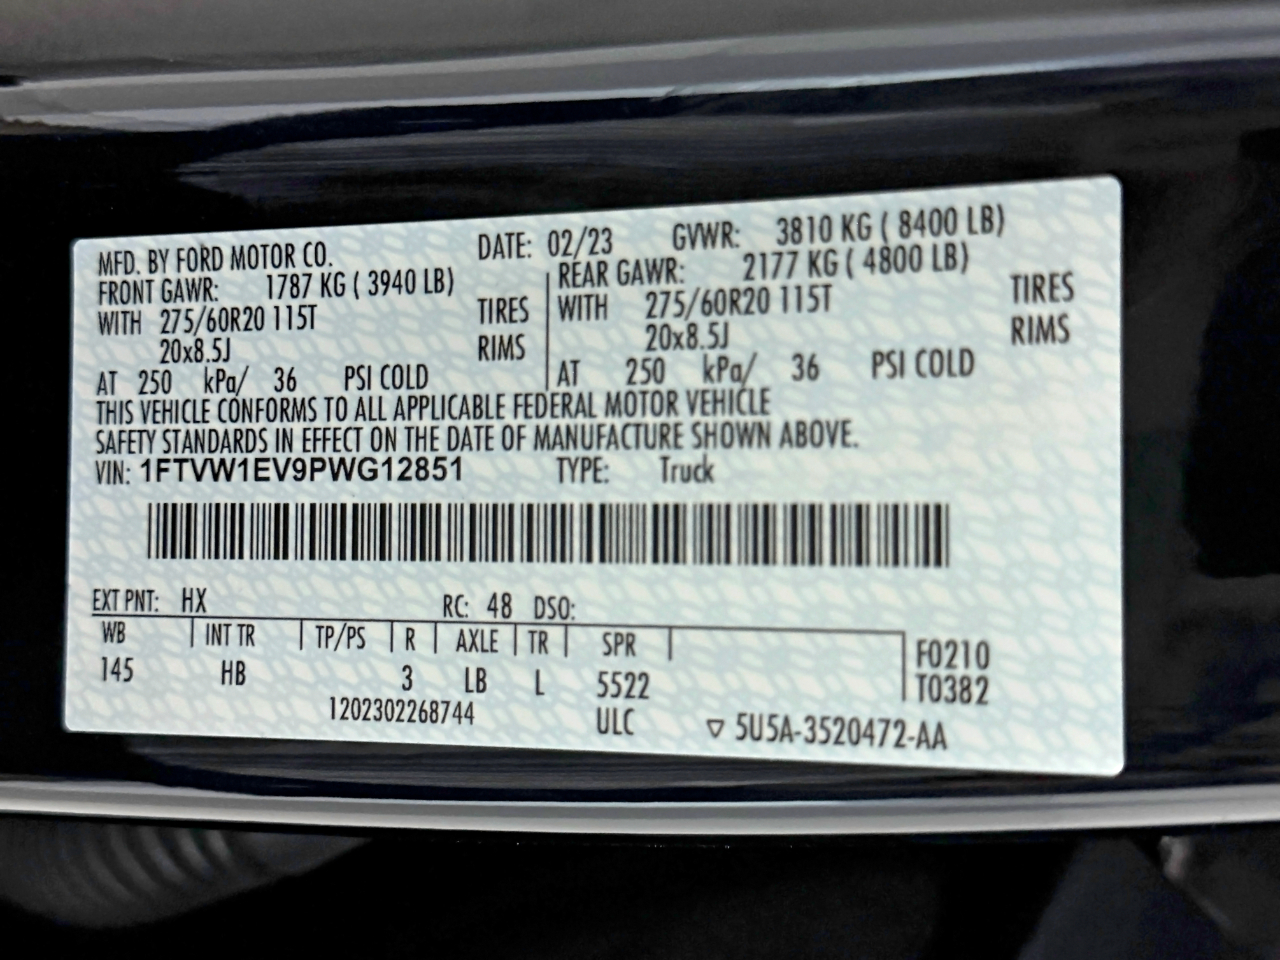 MFD. BY FORD MOTOR CO. DATE: 02/23 GVWR: 3810 KG ( 8400 LB)
FRONT GAWR: 1787 KG ( 3940 LB) REAR GAWR: 2177 KG ( 4800 LB)
WITH 275/60R20 115T TIRES WITH 275/60R20 115T TIRES
20x8.5J RIMS 20x8.5J RIMS
AT 250 kPa/ 36 PSI COLD AT 250 kPa/ 36 PSI COLD
THIS VEHICLE CONFORMS TO ALL APPLICABLE FEDERAL MOTOR VEHICLE
SAFETY STANDARDS IN EFFECT ON THE DATE OF MANUFACTURE SHOWN ABOVE.
VIN: 1FTVW1EV9PWG12851 TYPE: Truck
EXT PNT: HX RC: 48 DSO:
WB INT TR TP/PS R AXLE TR SPR F0210
145 HB 3 LB L 5522 T0382
1202302268744 ULC ▽ 5U5A-3520472-AA